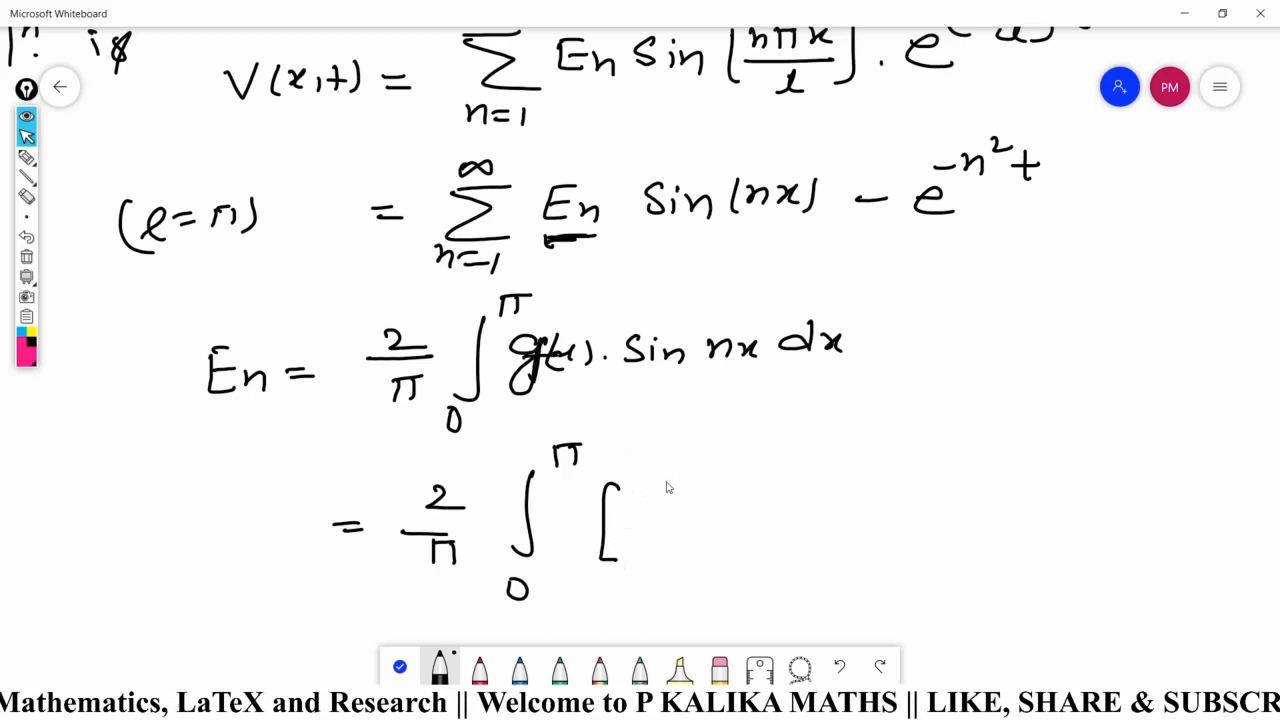 Microsoft Whiteboard
is
V(x,t) = ∑ n=1 En Sin (nπx/l) . e
PM
(l=π) = ∑ n=1 ∞ En Sin (nx) - e^-n²t
En = 2/π ∫ 0 π g(x). Sin nx dx
= 2/π ∫ 0 π [
Mathematics, LaTeX and Research || Welcome to P KALIKA MATHS || LIKE, SHARE & SUBSCR